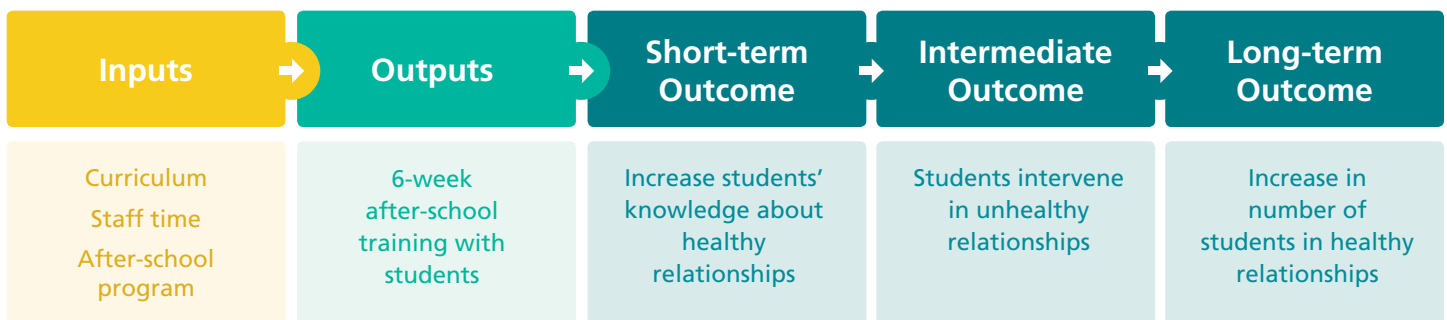 Inputs
Outputs
Short-term
Outcome
Intermediate
Outcome
Long-term
Outcome
Curriculum
Staff time
After-school
program
6-week
after-school
training with
students
Increase students’
knowledge about
healthy
relationships
Students intervene
in unhealthy
relationships
Increase in
number of
students in healthy
relationships